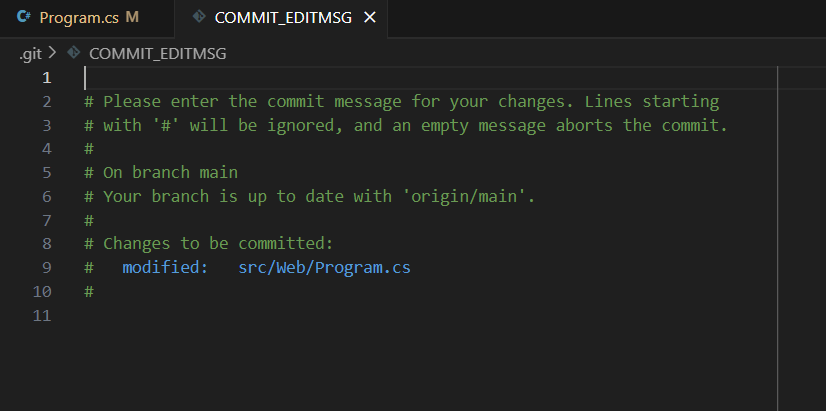 C# Program.cs M COMMIT_EDITMSG ×
.git > COMMIT_EDITMSG
1
2 # Please enter the commit message for your changes. Lines starting
3 # with '#' will be ignored, and an empty message aborts the commit.
4 #
5 # On branch main
6 # Your branch is up to date with 'origin/main'.
7 #
8 # Changes to be committed:
9 #   modified:   src/Web/Program.cs
10 #
11